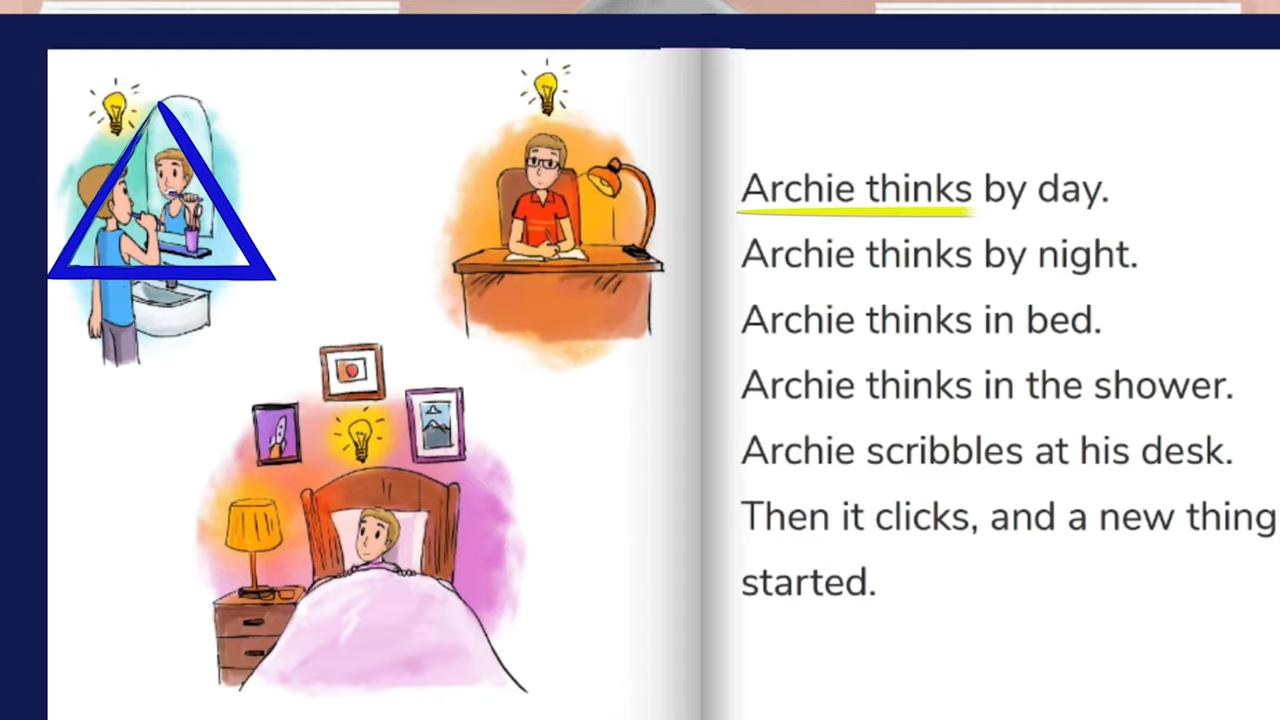 Archie thinks by day.
Archie thinks by night.
Archie thinks in bed.
Archie thinks in the shower.
Archie scribbles at his desk.
Then it clicks, and a new thing
started.